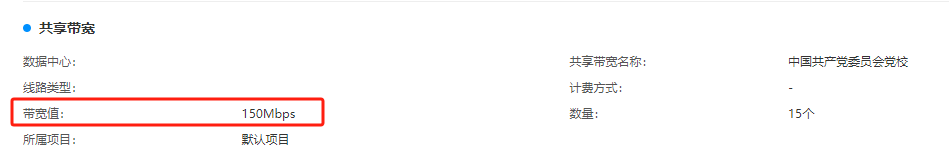 共享带宽
数据中心： 共享带宽名称： 中国共产党委员会党校
线路类型： 计费方式： -
带宽值： 150Mbps 数量： 15个
所属项目： 默认项目